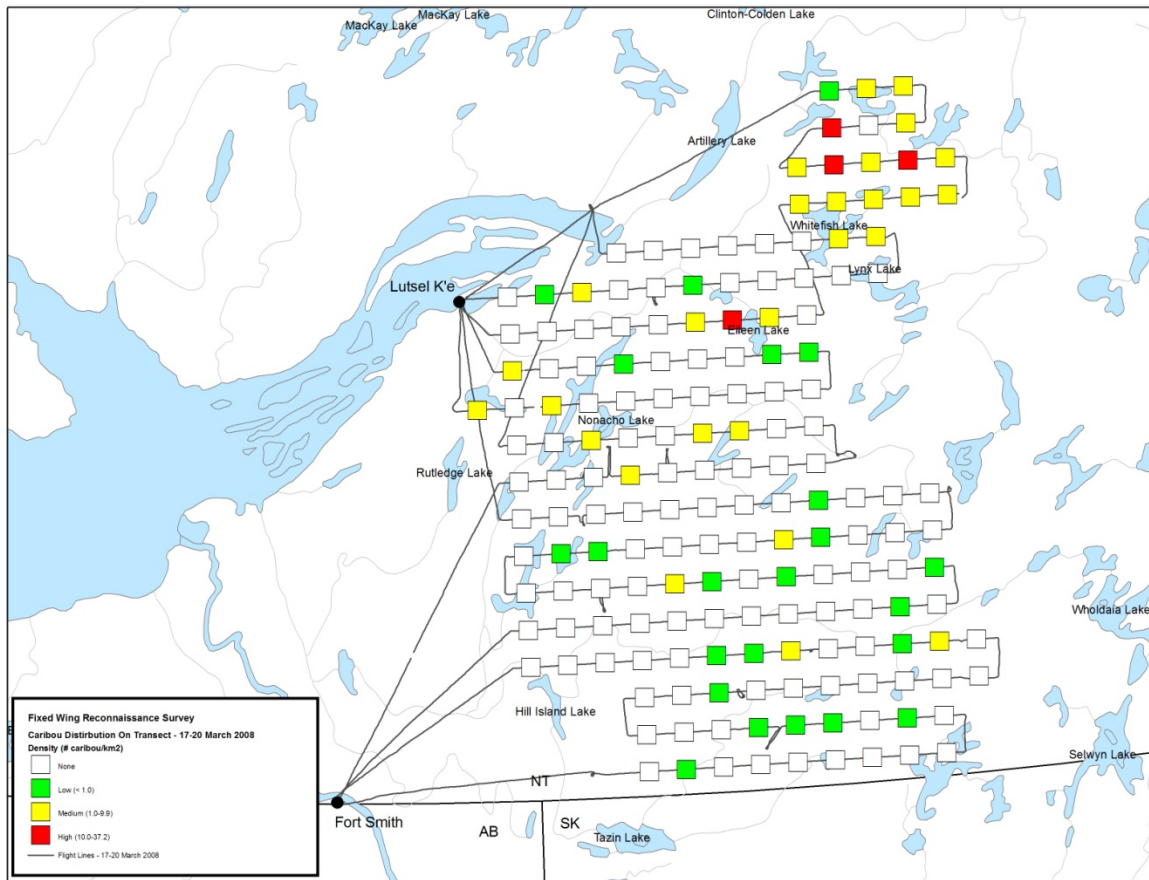 MacKay Lake
MacKay Lake
Clinton-Colden Lake
Artillery Lake
Whitefish Lake
Lynx Lake
Lutsel K'e
Eileen Lake
Nonacho Lake
Rutledge Lake
Wholdaia Lake
Hill Island Lake
Selwyn Lake
NT
Fort Smith
AB
SK
Tazin Lake
Fixed Wing Reconnaissance Survey
Caribou Distirbution On Transect - 17-20 March 2008
Density (# caribou/km2)
None
Low (< 1.0)
Medium (1.0-9.9)
High (10.0-37.2)
Flight Lines - 17-20 March 2008